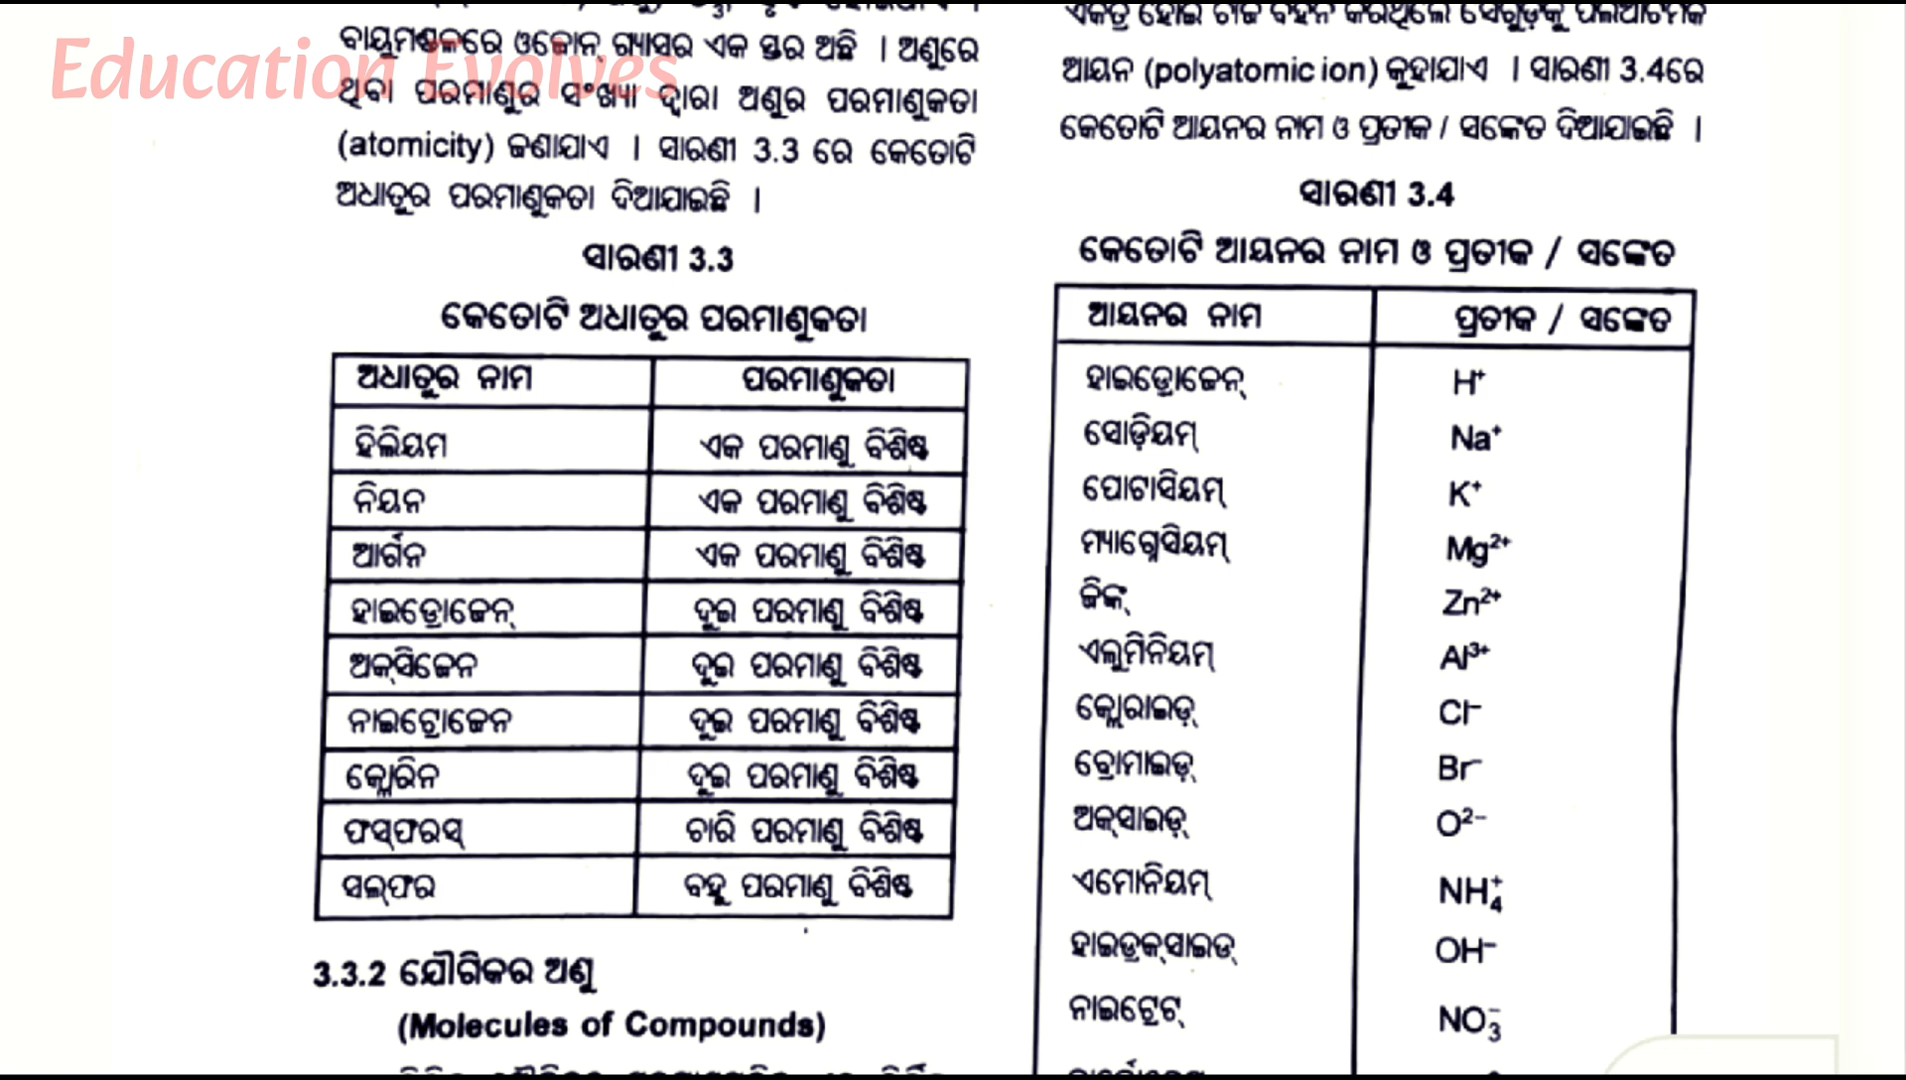 Education Evolves
ବାୟୁମଣ୍ଡଳରେ ଓଜୋନ୍ ଗ୍ୟାସର ଏକ ସ୍ତର ଅଛି । ଅଣୁରେ
ଥିବା ପରମାଣୁର ସଂଖ୍ୟା ଦ୍ୱାରା ଅଣୁର ପରମାଣୁକତା
(atomicity) ଜଣାଯାଏ । ସାରଣୀ 3.3 ରେ କେତୋଟି
ଅଧାତୁର ପରମାଣୁକତା ଦିଆଯାଇଛି ।
ସାରଣୀ 3.3
କେତୋଟି ଅଧାତୁର ପରମାଣୁକତା
ଅଧାତୁର ନାମ ପରମାଣୁକତା
ହିଲିୟମ ଏକ ପରମାଣୁ ବିଶିଷ୍ଟ
ନିୟନ ଏକ ପରମାଣୁ ବିଶିଷ୍ଟ
ଆର୍ଗନ ଏକ ପରମାଣୁ ବିଶିଷ୍ଟ
ହାଇଡ୍ରୋଜେନ୍ ଦୁଇ ପରମାଣୁ ବିଶିଷ୍ଟ
ଅକ୍‌ସିଜେନ ଦୁଇ ପରମାଣୁ ବିଶିଷ୍ଟ
ନାଇଟ୍ରୋଜେନ ଦୁଇ ପରମାଣୁ ବିଶିଷ୍ଟ
କ୍ଲୋରିନ ଦୁଇ ପରମାଣୁ ବିଶିଷ୍ଟ
ଫସ୍‌ଫରସ୍ ଚାରି ପରମାଣୁ ବିଶିଷ୍ଟ
ସଲ୍‌ଫର ବହୁ ପରମାଣୁ ବିଶିଷ୍ଟ
3.3.2 ଯୌଗିକର ଅଣୁ
(Molecules of Compounds)
ଏକତ୍ର ହୋଇ ଚାର୍ଜ ବହନ କରିଥିଲେ ସେଗୁଡ଼ିକୁ ପଲିଆଟମିକ
ଆୟନ (polyatomic ion) କୁହାଯାଏ । ସାରଣୀ 3.4ରେ
କେତୋଟି ଆୟନର ନାମ ଓ ପ୍ରତୀକ / ସଙ୍କେତ ଦିଆଯାଇଛି ।
ସାରଣୀ 3.4
କେତୋଟି ଆୟନର ନାମ ଓ ପ୍ରତୀକ / ସଙ୍କେତ
ଆୟନର ନାମ ପ୍ରତୀକ / ସଙ୍କେତ
ହାଇଡ୍ରୋଜେନ୍ H⁺
ସୋଡ଼ିୟମ୍ Na⁺
ପୋଟାସିୟମ୍ K⁺
ମ୍ୟାଗ୍ନେସିୟମ୍ Mg²⁺
ଜିଙ୍କ୍ Zn²⁺
ଏଲୁମିନିୟମ୍ Al³⁺
କ୍ଲୋରାଇଡ଼୍ Cl⁻
ବ୍ରୋମାଇଡ଼୍ Br⁻
ଅକ୍‌ସାଇଡ଼୍ O²⁻
ଏମୋନିୟମ୍ NH₄⁺
ହାଇଡ୍ରକ୍‌ସାଇଡ୍ OH⁻
ନାଇଟ୍ରେଟ୍ NO₃⁻